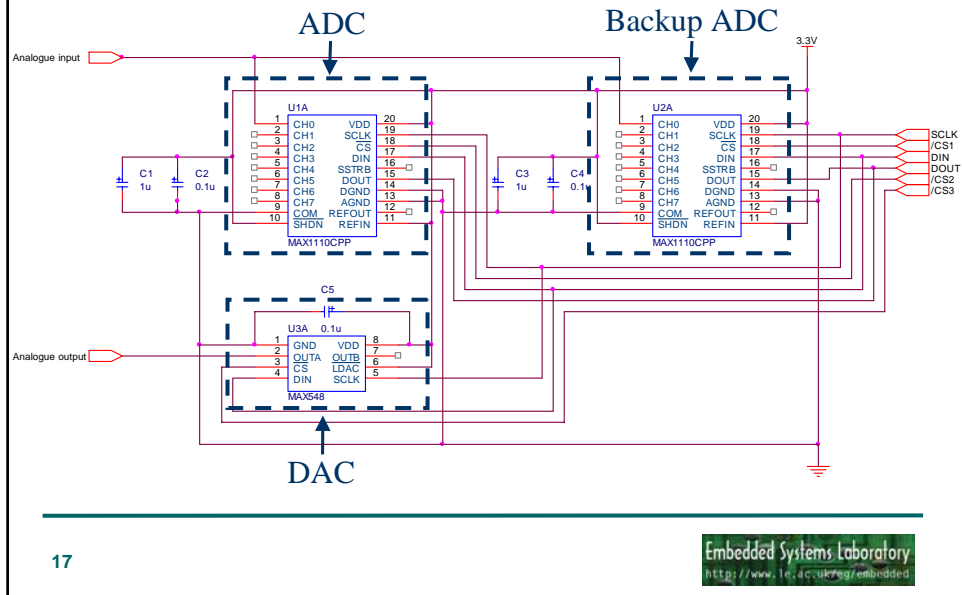 ADC
Backup ADC
3.3V
Analogue input
U1A
1 CH0 VDD 20
2 CH1 SCLK 19
3 CH2 CS 18
4 CH3 DIN 17
5 CH4 SSTRB 16
6 CH5 DOUT 15
7 CH6 DGND 14
8 CH7 AGND 13
9 COM REFOUT 12
10 SHDN REFIN 11
MAX1110CPP
U2A
1 CH0 VDD 20
2 CH1 SCLK 19
3 CH2 CS 18
4 CH3 DIN 17
5 CH4 SSTRB 16
6 CH5 DOUT 15
7 CH6 DGND 14
8 CH7 AGND 13
9 COM REFOUT 12
10 SHDN REFIN 11
MAX1110CPP
SCLK
/CS1
DIN
DOUT
/CS2
/CS3
C1
1u
C2
0.1u
C3
1u
C4
0.1u
C5
0.1u
U3A
1 GND VDD 8
2 OUTA OUTB 7
3 CS LDAC 6
4 DIN SCLK 5
MAX548
Analogue output
DAC
17
Embedded Systems Laboratory
http://www.le.ac.uk/eg/embedded